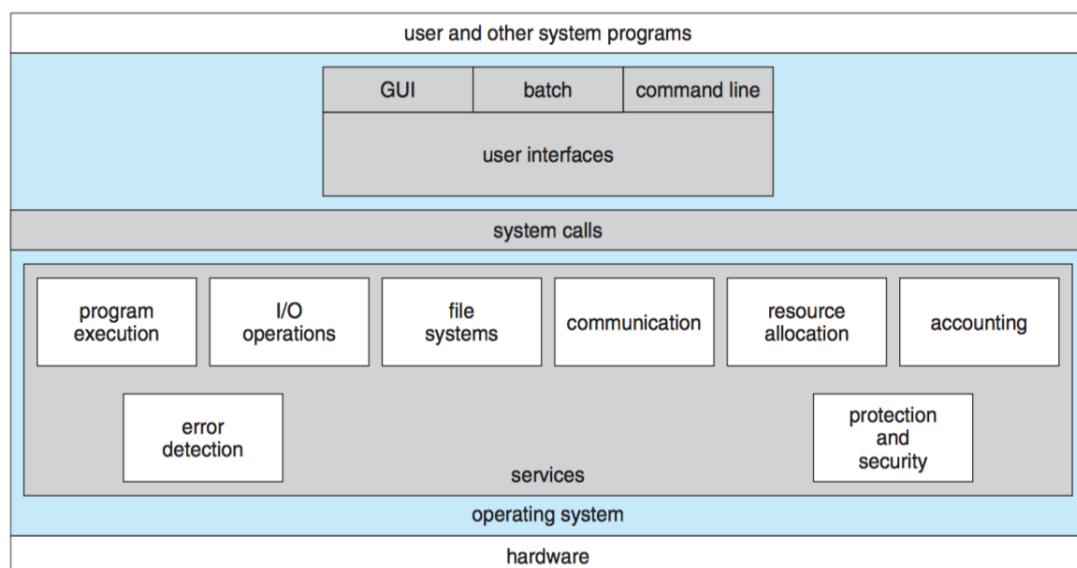 user and other system programs
GUI
batch
command line
user interfaces
system calls
program
execution
I/O
operations
file
systems
communication
resource
allocation
accounting
error
detection
protection
and
security
services
operating system
hardware